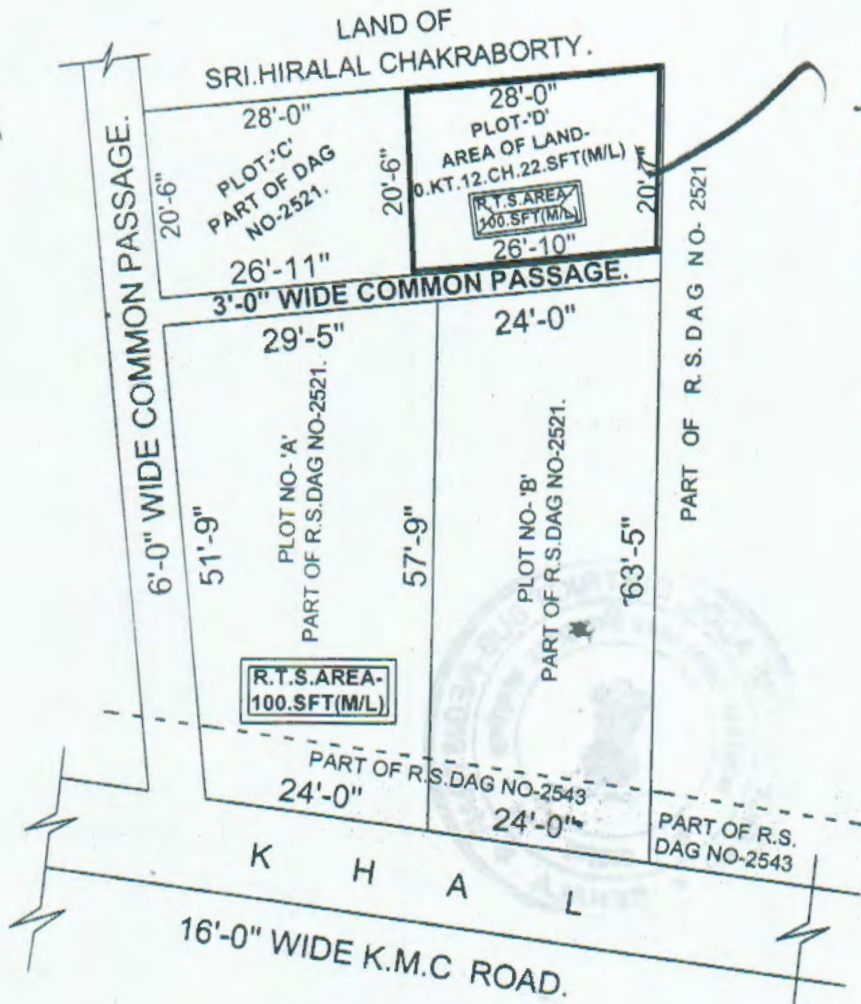 LAND OF
SRI.HIRALAL CHAKRABORTY.
28'-0"
PLOT-'C'
PART OF DAG
NO-2521.
20'-6"
26'-11"
28'-0"
PLOT-'D'
AREA OF LAND-
0.KT.12.CH.22.SFT(M/L)
R.T.S.AREA-
100.SFT(M/L)
20'-6"
20'-7"
26'-10"
3'-0" WIDE COMMON PASSAGE.
6'-0" WIDE COMMON PASSAGE.
PART OF R.S.DAG NO- 2521
29'-5"
24'-0"
PLOT NO- 'A'
PART OF R.S.DAG NO-2521.
51'-9"
57'-9"
PLOT NO- 'B'
PART OF R.S.DAG NO-2521.
63'-5"
R.T.S.AREA-
100.SFT(M/L)
PART OF R.S.DAG NO-2543
24'-0"
24'-0"
PART OF R.S.
DAG NO-2543
K H A L
16'-0" WIDE K.M.C ROAD.